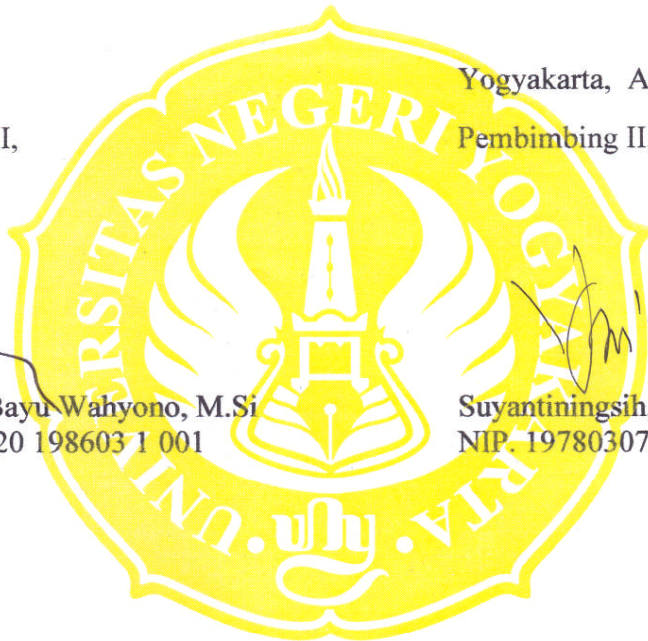 Yogyakarta, A
I,
Pembimbing II
UNIVERSITAS NEGERI YOGYAKARTA
Bayu Wahyono, M.Si
Suyantiningsih
20 198603 1 001
NIP. 19780307
uny